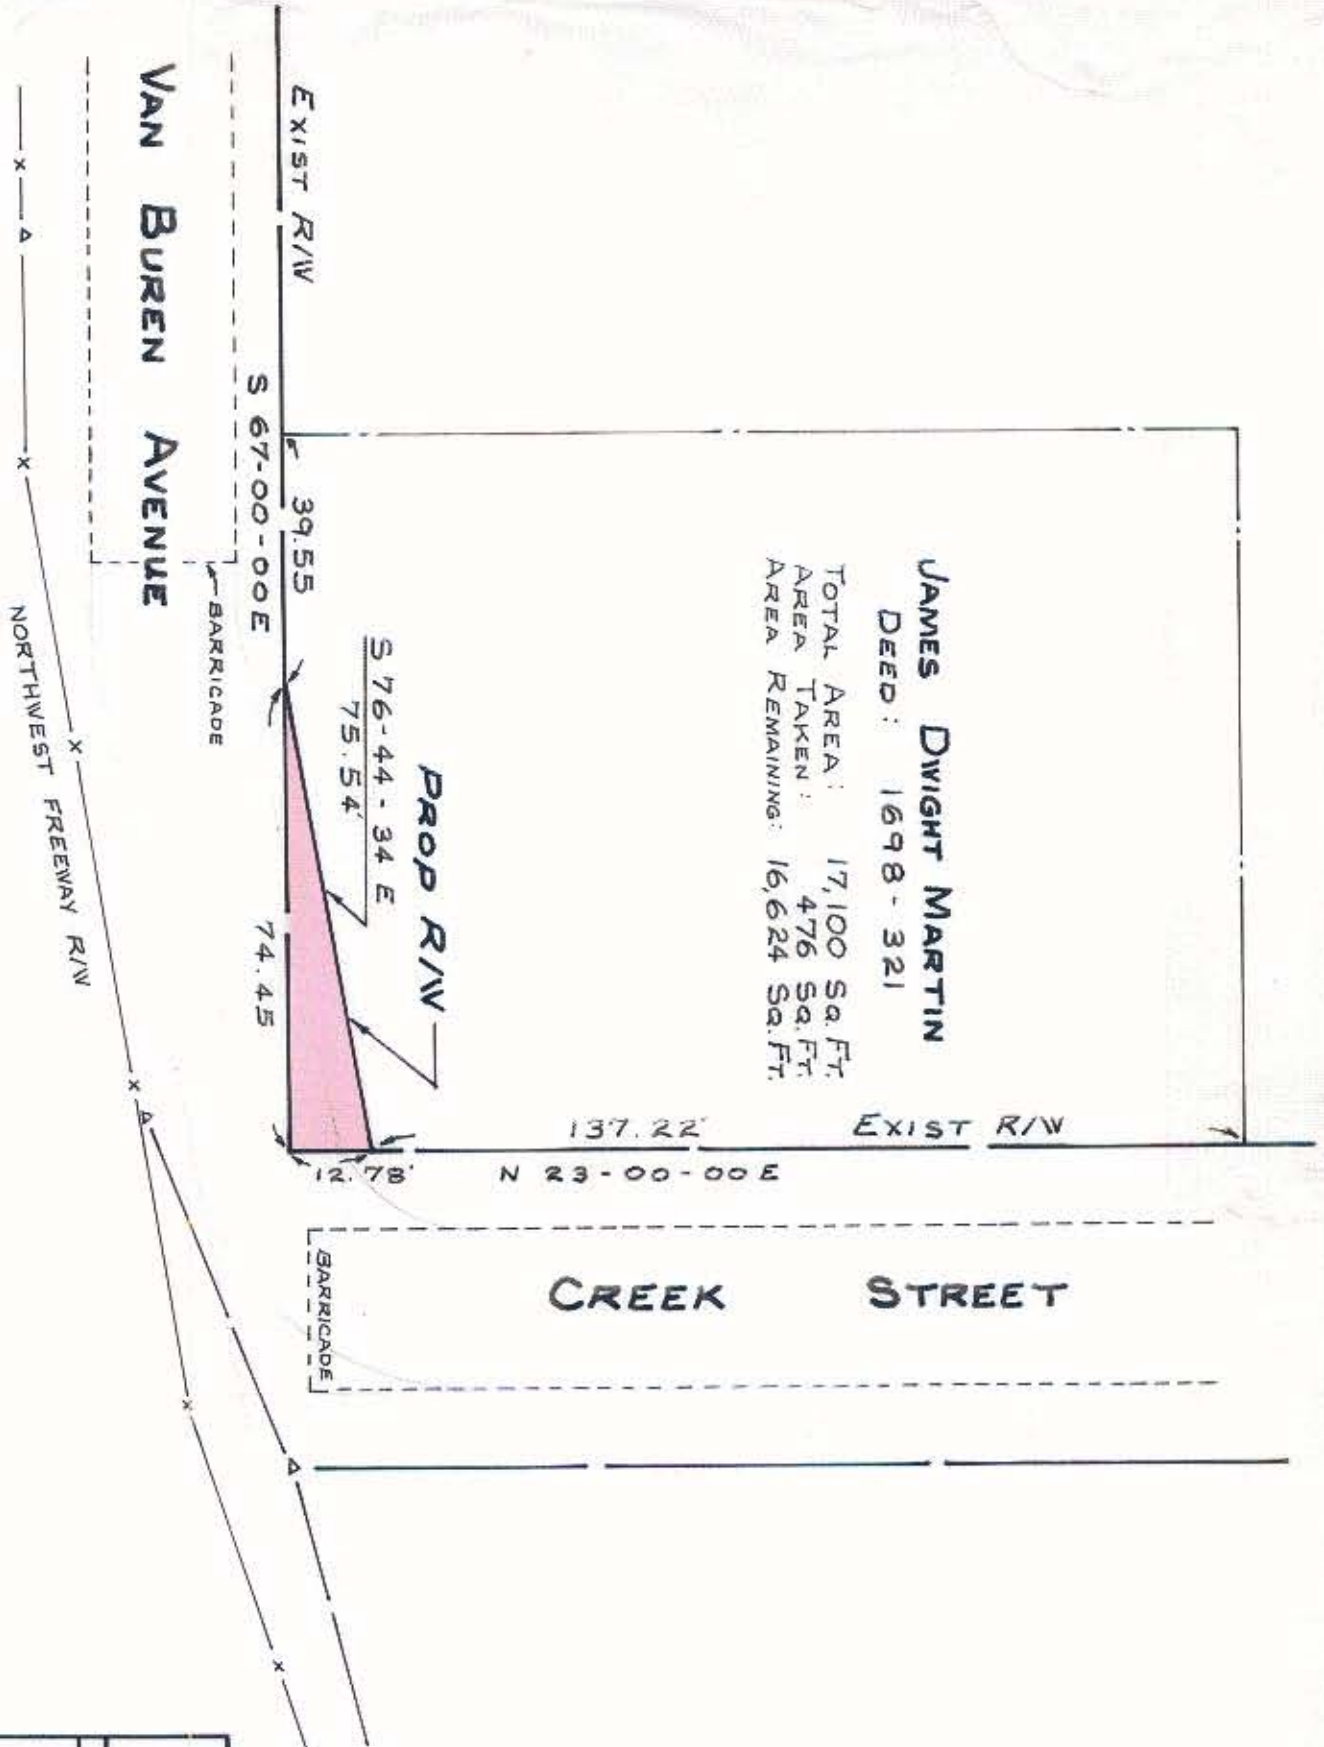 JAMES DWIGHT MARTIN
DEED: 1698-321
TOTAL AREA: 17,100 SQ. FT.
AREA TAKEN: 476 SQ. FT.
AREA REMAINING: 16,624 SQ. FT.
EXIST R/W
137.22'
N 23-00-00 E
12.78'
PROP R/W
S 76-44-34 E
75.54'
EXIST R/W
39.55
74.45
S 67-00-00 E
BARRICADE
VAN BUREN AVENUE
NORTHWEST FREEWAY R/W
CREEK STREET
BARRICADE